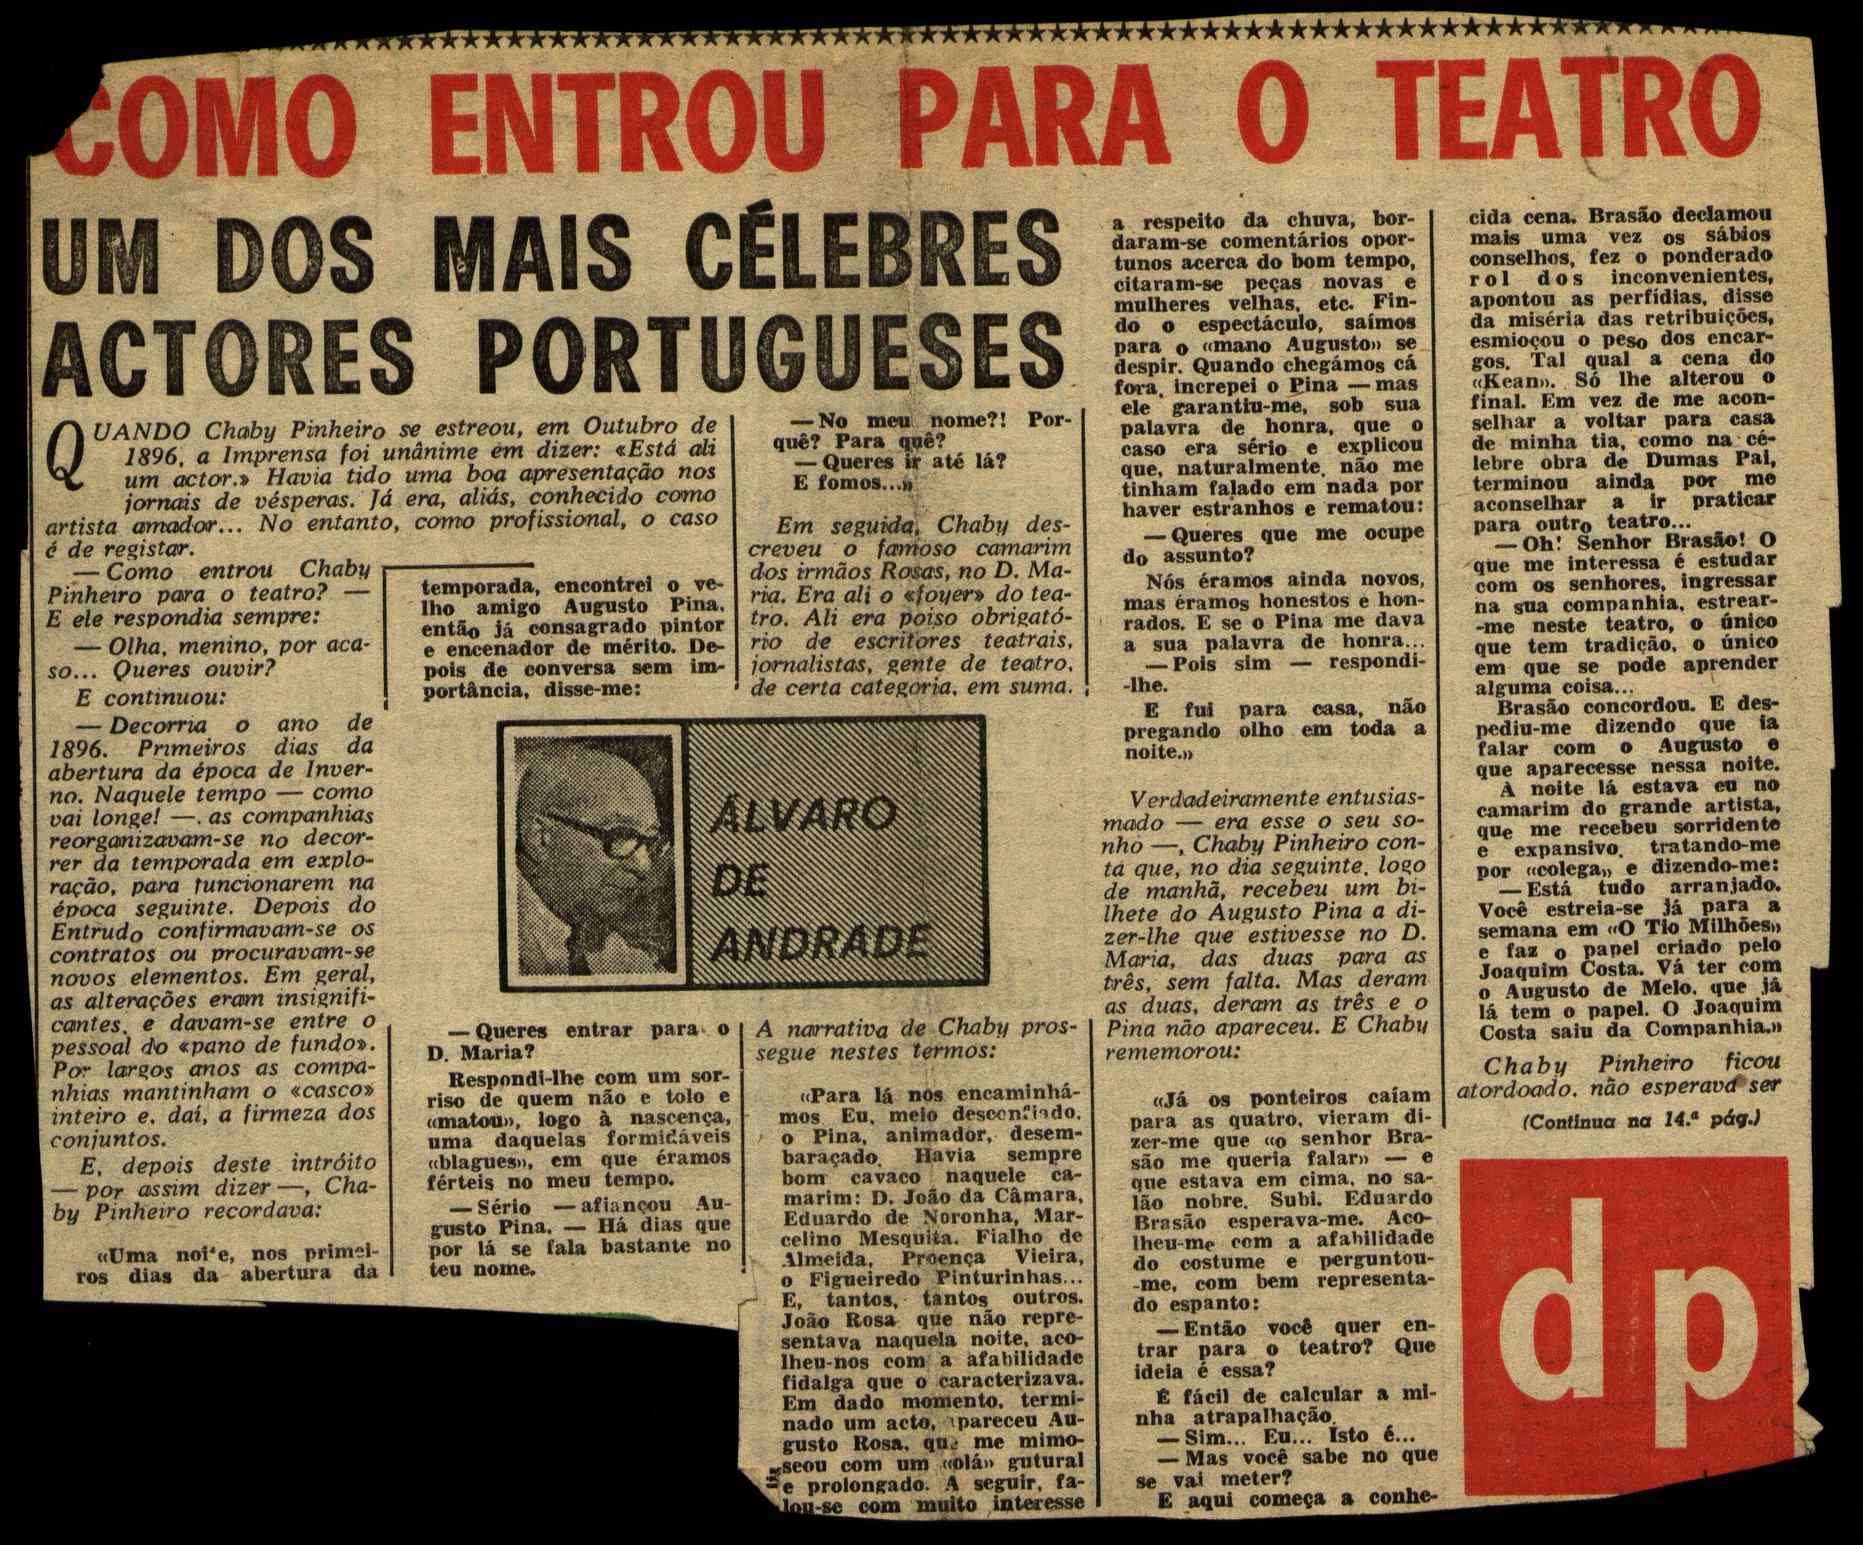 COMO ENTROU PARA O TEATRO
UM DOS MAIS CÉLEBRES
ACTORES PORTUGUESES
QUANDO Chaby Pinheiro se estreou, em Outubro de
1896, a Imprensa foi unânime em dizer: «Está ali
um actor.» Havia tido uma boa apresentação nos
jornais de vésperas. Já era, aliás, conhecido como
artista amador... No entanto, como profissional, o caso
é de registar.
— Como entrou Chaby
Pinheiro para o teatro? —
E ele respondia sempre:
— Olha, menino, por aca-
so... Queres ouvir?
E continuou:
— Decorria o ano de
1896. Primeiros dias da
abertura da época de Inver-
no. Naquele tempo — como
vai longe! —, as companhias
reorganizavam-se no decor-
rer da temporada em explo-
ração, para funcionarem na
época seguinte. Depois do
Entrudo confirmavam-se os
contratos ou procuravam-se
novos elementos. Em geral,
as alterações eram insignifi-
cantes, e davam-se entre o
pessoal do «pano de fundo».
Por largos anos as compa-
nhias mantinham o «casco»
inteiro e, daí, a firmeza dos
conjuntos.
E, depois deste intróito
— por assim dizer —, Cha-
by Pinheiro recordava:
«Uma noite, nos primei-
ros dias da abertura da
temporada, encontrei o ve-
lho amigo Augusto Pina,
então já consagrado pintor
e encenador de mérito. De-
pois de conversa sem im-
portância, disse-me:
ÁLVARO
DE
ANDRADE
— Queres entrar para o
D. Maria?
Respondi-lhe com um sor-
riso de quem não e tolo e
«matou», logo à nascença,
uma daquelas formidáveis
«blagues», em que éramos
férteis no meu tempo.
— Sério — afiançou Au-
gusto Pina. — Há dias que
por lá se fala bastante no
teu nome.
— No meu nome?! Por-
quê? Para quê?
— Queres ir até lá?
E fomos...»
Em seguida, Chaby des-
creveu o famoso camarim
dos irmãos Rosas, no D. Ma-
ria. Era ali o «foyer» do tea-
tro. Ali era poiso obrigató-
rio de escritores teatrais,
jornalistas, gente de teatro,
de certa categoria, em suma.
A narrativa de Chaby pros-
segue nestes termos:
«Para lá nos encaminhá-
mos Eu, meio desconfiado,
o Pina, animador, desem-
baraçado. Havia sempre
bom cavaco naquele ca-
marim: D. João da Câmara,
Eduardo de Noronha, Mar-
celino Mesquita. Fialho de
Almeida, Proença Vieira,
o Figueiredo Pinturinhas...
E, tantos, tantos outros.
João Rosa que não repre-
sentava naquela noite, aco-
lheu-nos com a afabilidade
fidalga que o caracterizava.
Em dado momento, termi-
nado um acto, apareceu Au-
gusto Rosa, que me mimo-
seou com um «olá» gutural
e prolongado. A seguir, fa-
lou-se com muito interesse
a respeito da chuva, bor-
daram-se comentários opor-
tunos acerca do bom tempo,
citaram-se peças novas e
mulheres velhas, etc. Fin-
do o espectáculo, saímos
para o «mano Augusto» se
despir. Quando chegámos cá
fora, increpei o Pina — mas
ele garantiu-me, sob sua
palavra de honra, que o
caso era sério e explicou
que, naturalmente, não me
tinham falado em nada por
haver estranhos e rematou:
— Queres que me ocupe
do assunto?
Nós éramos ainda novos,
mas éramos honestos e hon-
rados. E se o Pina me dava
a sua palavra de honra...
— Pois sim — respondi-
-lhe.
E fui para casa, não
pregando olho em toda a
noite.»
Verdadeiramente entusias-
mado — era esse o seu so-
nho —, Chaby Pinheiro con-
ta que, no dia seguinte, logo
de manhã, recebeu um bi-
lhete do Augusto Pina a di-
zer-lhe que estivesse no D.
Maria, das duas para as
três, sem falta. Mas deram
as duas, deram as três e o
Pina não apareceu. E Chaby
rememorou:
«Já os ponteiros caíam
para as quatro, vieram di-
zer-me que «o senhor Bra-
são me queria falar» — e
que estava em cima, no sa-
lão nobre. Subi. Eduardo
Brasão esperava-me. Aco-
lheu-me com a afabilidade
do costume e perguntou-
-me, com bem representa-
do espanto:
— Então você quer en-
trar para o teatro? Que
ideia é essa?
É fácil de calcular a mi-
nha atrapalhação.
— Sim... Eu... Isto é...
— Mas você sabe no que
se vai meter?
E aqui começa a conhe-
cida cena. Brasão declamou
mais uma vez os sábios
conselhos, fez o ponderado
rol dos inconvenientes,
apontou as perfídias, disse
da miséria das retribuições,
esmioçou o peso dos encar-
gos. Tal qual a cena do
«Kean». Só lhe alterou o
final. Em vez de me acon-
selhar a voltar para casa
de minha tia, como na cé-
lebre obra de Dumas Pai,
terminou ainda por me
aconselhar a ir praticar
para outro teatro...
— Oh! Senhor Brasão! O
que me interessa é estudar
com os senhores, ingressar
na sua companhia, estrear-
-me neste teatro, o único
que tem tradição, o único
em que se pode aprender
alguma coisa...
Brasão concordou. E des-
pediu-me dizendo que ia
falar com o Augusto e
que aparecesse nessa noite.
À noite lá estava eu no
camarim do grande artista,
que me recebeu sorridente
e expansivo, tratando-me
por «colega» e dizendo-me:
— Está tudo arranjado.
Você estreia-se já para a
semana em «O Tio Milhões»
e faz o papel criado pelo
Joaquim Costa. Vá ter com
o Augusto de Melo, que já
lá tem o papel. O Joaquim
Costa saiu da Companhia.»
Chaby Pinheiro ficou
atordoado, não esperava ser
(Continua na 14.ª pág.)
dp